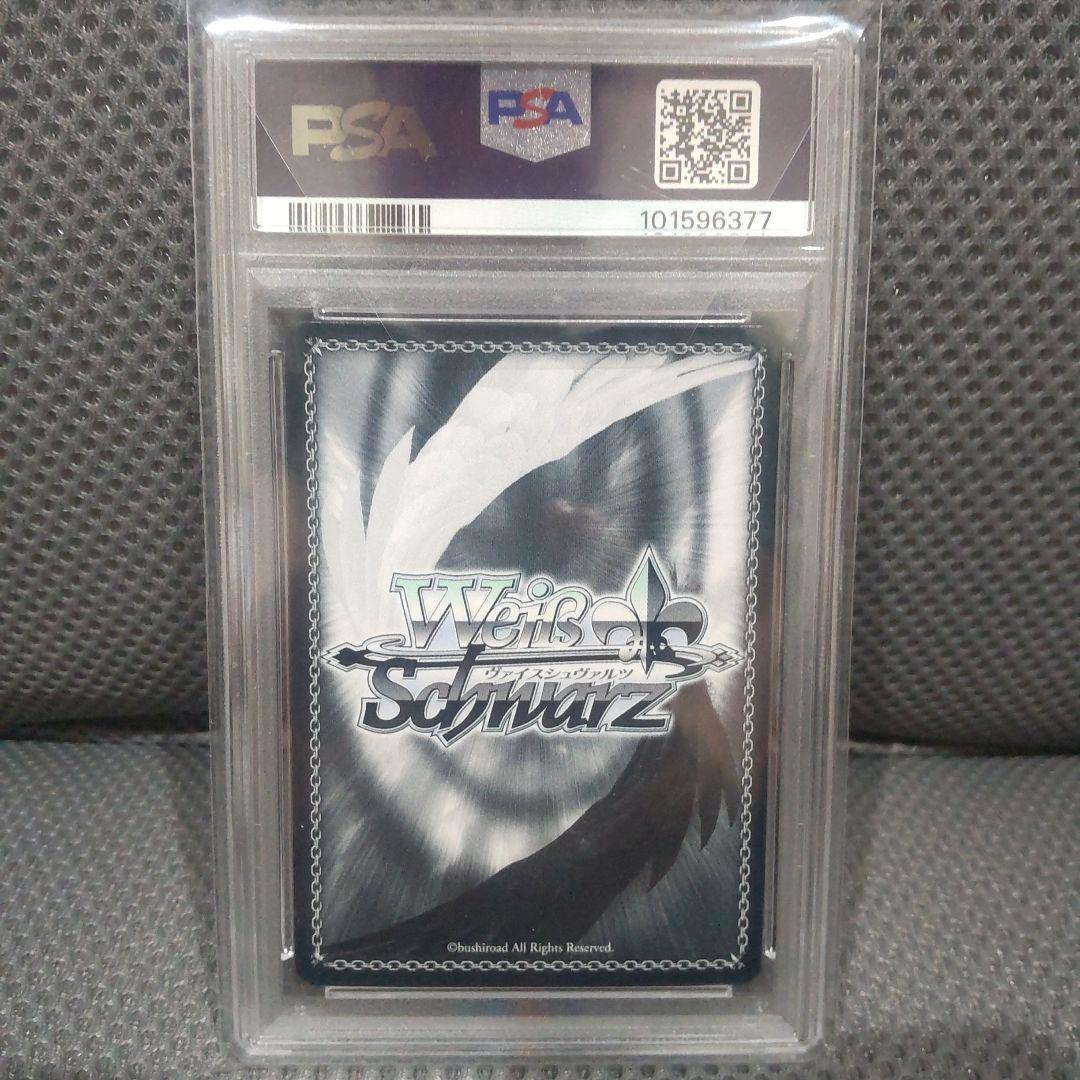 PSA
PSA
101596377
Weiß
ヴァイスシュヴァルツ
Schwarz
©bushiroad All Rights Reserved.